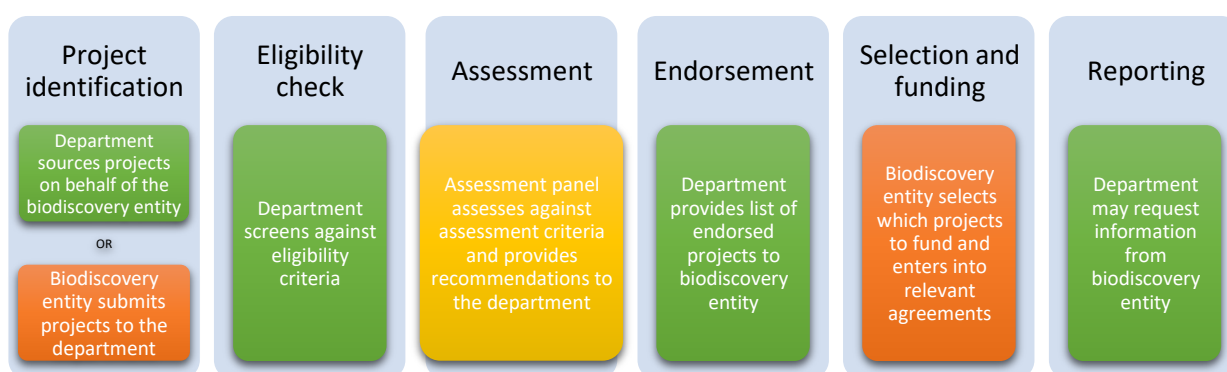 Project
identification
Department
sources projects
on behalf of the
biodiscovery entity
OR
Biodiscovery
entity submits
projects to the
department
Eligibility
check
Department
screens against
eligibility
criteria
Assessment
Assessment panel
assesses against
assessment criteria
and provides
recommendations to
the department
Endorsement
Department
provides list of
endorsed
projects to
biodiscovery
entity
Selection and
funding
Biodiscovery
entity selects
which projects
to fund and
enters into
relevant
agreements
Reporting
Department
may request
information
from
biodiscovery
entity